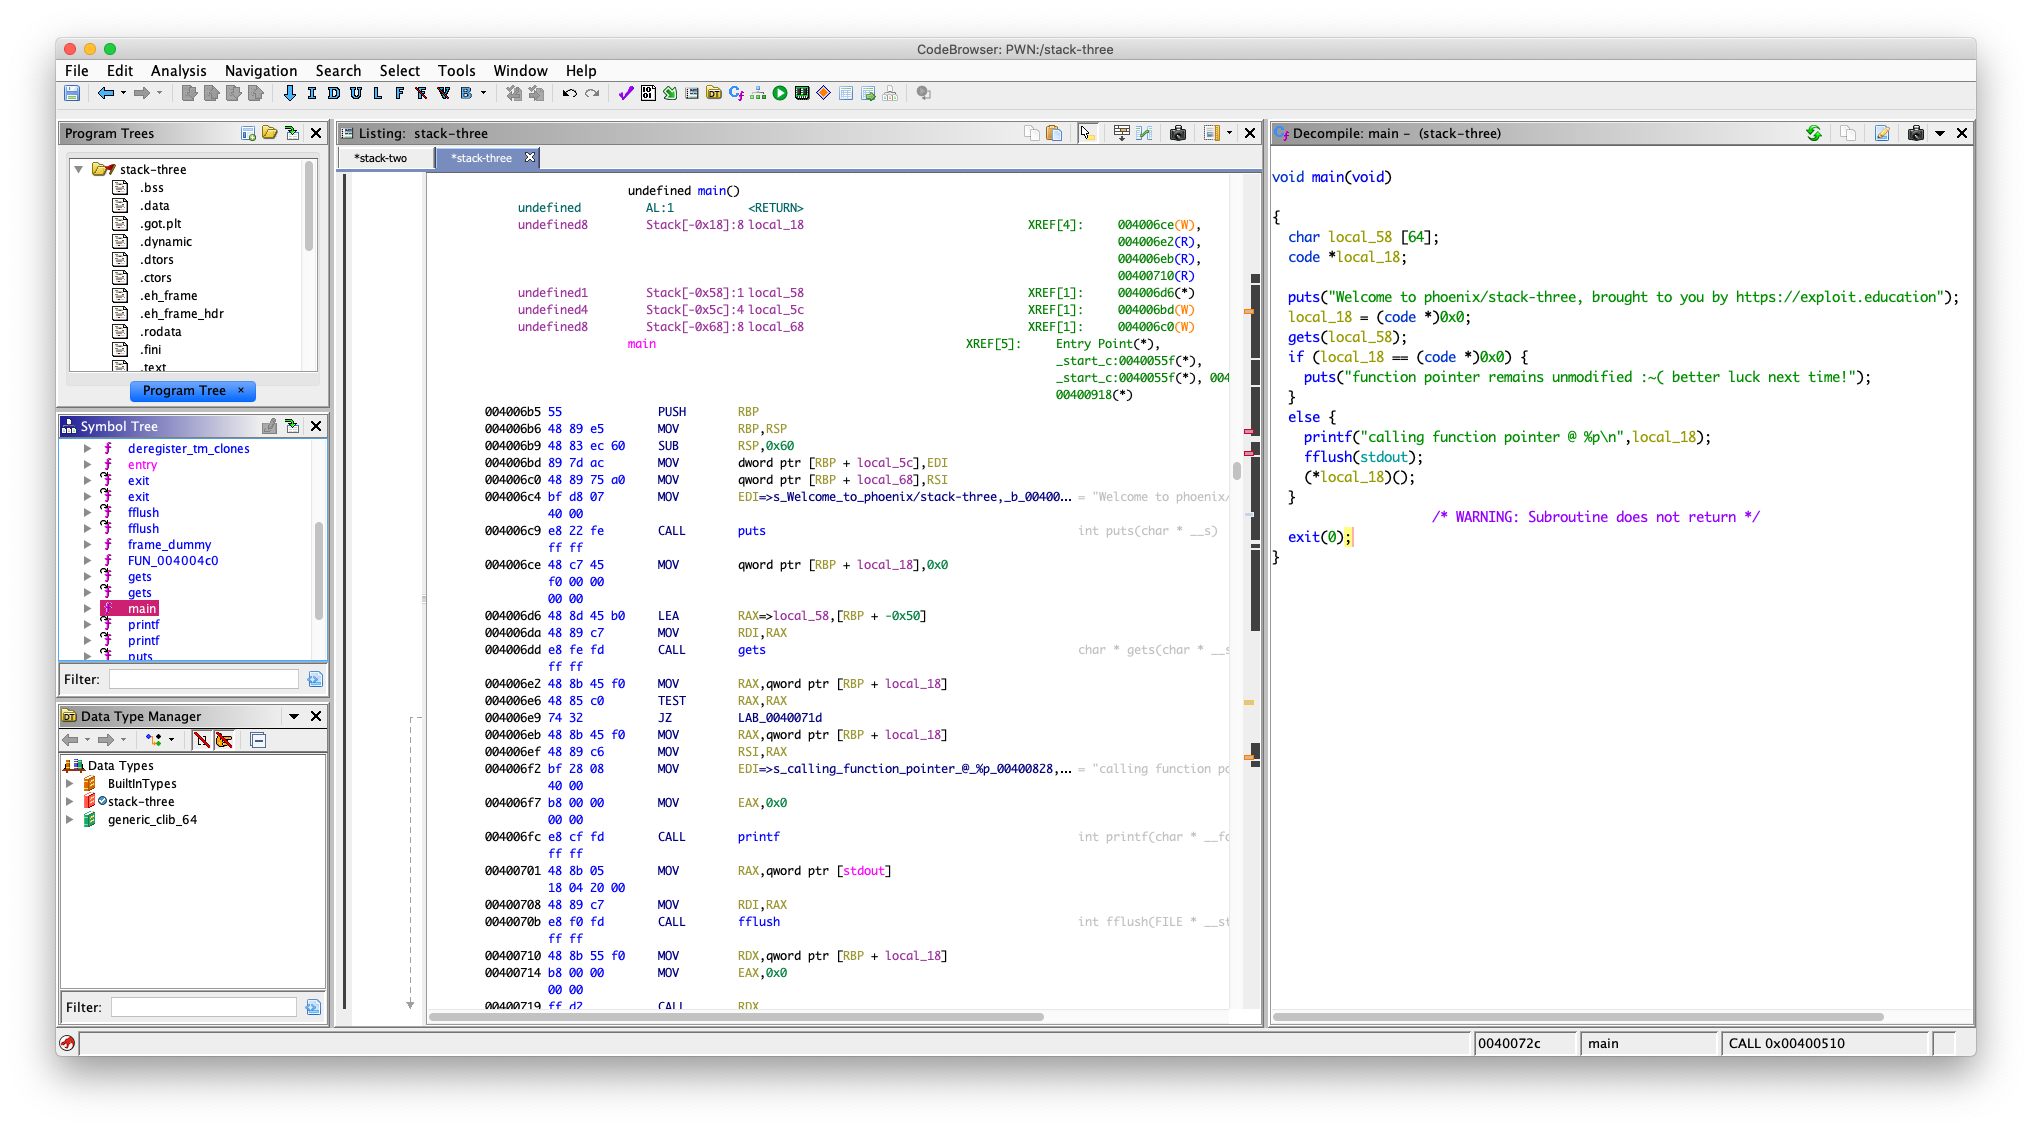 CodeBrowser: PWN:/stack-three
File Edit Analysis Navigation Search Select Tools Window Help
I D U L F B
Program Trees
stack-three
.bss
.data
.got.plt
.dynamic
.dtors
.ctors
.eh_frame
.eh_frame_hdr
.rodata
.fini
.text
Program Tree ×
Symbol Tree
deregister_tm_clones
entry
exit
exit
fflush
fflush
frame_dummy
FUN_004004c0
gets
gets
main
printf
printf
puts
Filter:
Data Type Manager
Data Types
BuiltInTypes
stack-three
generic_clib_64
Filter:
Listing: stack-three
*stack-two *stack-three
undefined main()
undefined AL:1 <RETURN>
undefined8 Stack[-0x18]:8 local_18 XREF[4]: 004006ce(W),
004006e2(R),
004006eb(R),
00400710(R)
undefined1 Stack[-0x58]:1 local_58 XREF[1]: 004006d6(*)
undefined4 Stack[-0x5c]:4 local_5c XREF[1]: 004006bd(W)
undefined8 Stack[-0x68]:8 local_68 XREF[1]: 004006c0(W)
main XREF[5]: Entry Point(*),
_start_c:0040055f(*),
_start_c:0040055f(*), 004
00400918(*)
004006b5 55 PUSH RBP
004006b6 48 89 e5 MOV RBP,RSP
004006b9 48 83 ec 60 SUB RSP,0x60
004006bd 89 7d ac MOV dword ptr [RBP + local_5c],EDI
004006c0 48 89 75 a0 MOV qword ptr [RBP + local_68],RSI
004006c4 bf d8 07 MOV EDI=>s_Welcome_to_phoenix/stack-three,_b_00400... = "Welcome to phoenix/
40 00
004006c9 e8 22 fe CALL puts int puts(char * __s)
ff ff
004006ce 48 c7 45 MOV qword ptr [RBP + local_18],0x0
f0 00 00
00 00
004006d6 48 8d 45 b0 LEA RAX=>local_58,[RBP + -0x50]
004006da 48 89 c7 MOV RDI,RAX
004006dd e8 fe fd CALL gets char * gets(char * __s
ff ff
004006e2 48 8b 45 f0 MOV RAX,qword ptr [RBP + local_18]
004006e6 48 85 c0 TEST RAX,RAX
004006e9 74 32 JZ LAB_0040071d
004006eb 48 8b 45 f0 MOV RAX,qword ptr [RBP + local_18]
004006ef 48 89 c6 MOV RSI,RAX
004006f2 bf 28 08 MOV EDI=>s_calling_function_pointer_@_%p_00400828,... = "calling function po
40 00
004006f7 b8 00 00 MOV EAX,0x0
00 00
004006fc e8 cf fd CALL printf int printf(char * __fo
ff ff
00400701 48 8b 05 MOV RAX,qword ptr [stdout]
18 04 20 00
00400708 48 89 c7 MOV RDI,RAX
0040070b e8 f0 fd CALL fflush int fflush(FILE * __st
ff ff
00400710 48 8b 55 f0 MOV RDX,qword ptr [RBP + local_18]
00400714 b8 00 00 MOV EAX,0x0
00 00
00400719 ff d2 CALL RDX
Decompile: main - (stack-three)
void main(void)
{
char local_58 [64];
code *local_18;
puts("Welcome to phoenix/stack-three, brought to you by https://exploit.education");
local_18 = (code *)0x0;
gets(local_58);
if (local_18 == (code *)0x0) {
puts("function pointer remains unmodified :~( better luck next time!");
}
else {
printf("calling function pointer @ %p\n",local_18);
fflush(stdout);
(*local_18)();
}
/* WARNING: Subroutine does not return */
exit(0);
}
0040072c main CALL 0x00400510